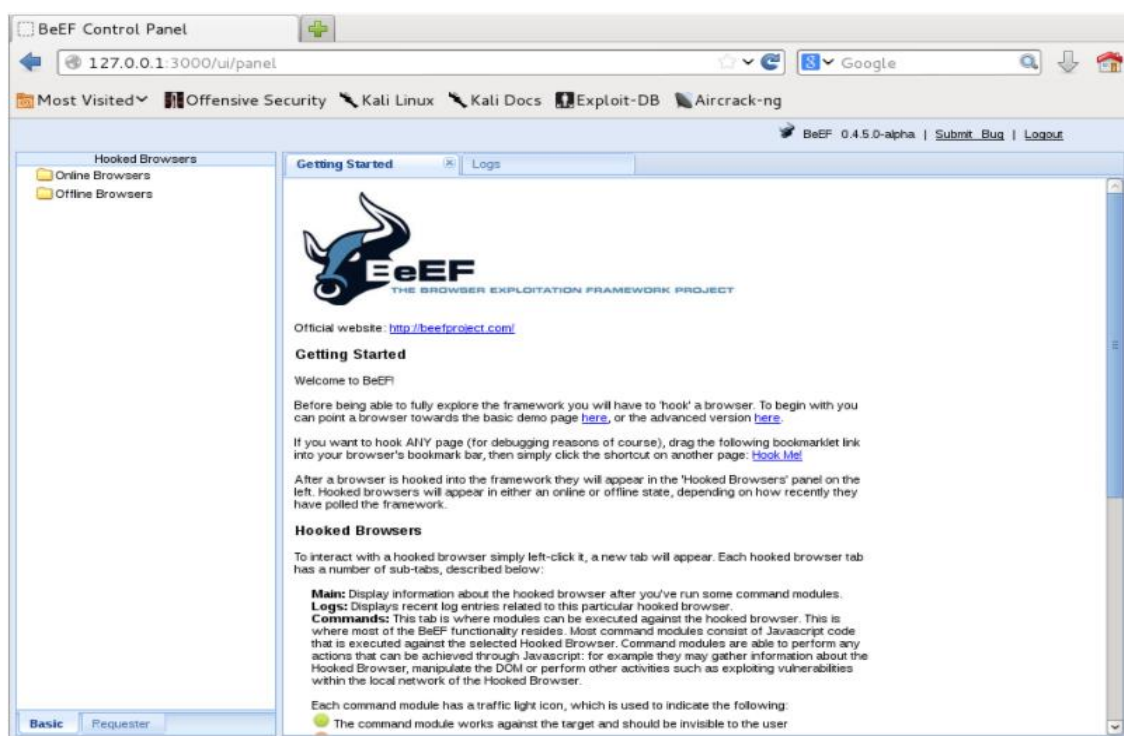 BeEF Control Panel
127.0.0.1:3000/ui/panel
Google
Most Visited
Offensive Security
Kali Linux
Kali Docs
Exploit-DB
Aircrack-ng
BeEF 0.4.5.0-alpha | Submit Bug | Logout
Hooked Browsers
Online Browsers
Offline Browsers
Getting Started
Logs
BeEF
THE BROWSER EXPLOITATION FRAMEWORK PROJECT
Official website: http://beefproject.com/
Getting Started
Welcome to BeEF!
Before being able to fully explore the framework you will have to 'hook' a browser. To begin with you
can point a browser towards the basic demo page here, or the advanced version here.
If you want to hook ANY page (for debugging reasons of course), drag the following bookmarklet link
into your browser's bookmark bar, then simply click the shortcut on another page: Hook Me!
After a browser is hooked into the framework they will appear in the 'Hooked Browsers' panel on the
left. Hooked browsers will appear in either an online or offline state, depending on how recently they
have polled the framework.
Hooked Browsers
To interact with a hooked browser simply left-click it, a new tab will appear. Each hooked browser tab
has a number of sub-tabs, described below:
Main: Display information about the hooked browser after you've run some command modules.
Logs: Displays recent log entries related to this particular hooked browser.
Commands: This tab is where modules can be executed against the hooked browser. This is
where most of the BeEF functionality resides. Most command modules consist of Javascript code
that is executed against the selected Hooked Browser. Command modules are able to perform any
actions that can be achieved through Javascript: for example they may gather information about the
Hooked Browser, manipulate the DOM or perform other activities such as exploiting vulnerabilities
within the local network of the Hooked Browser.
Each command module has a traffic light icon, which is used to indicate the following:
The command module works against the target and should be invisible to the user
Basic
Requester